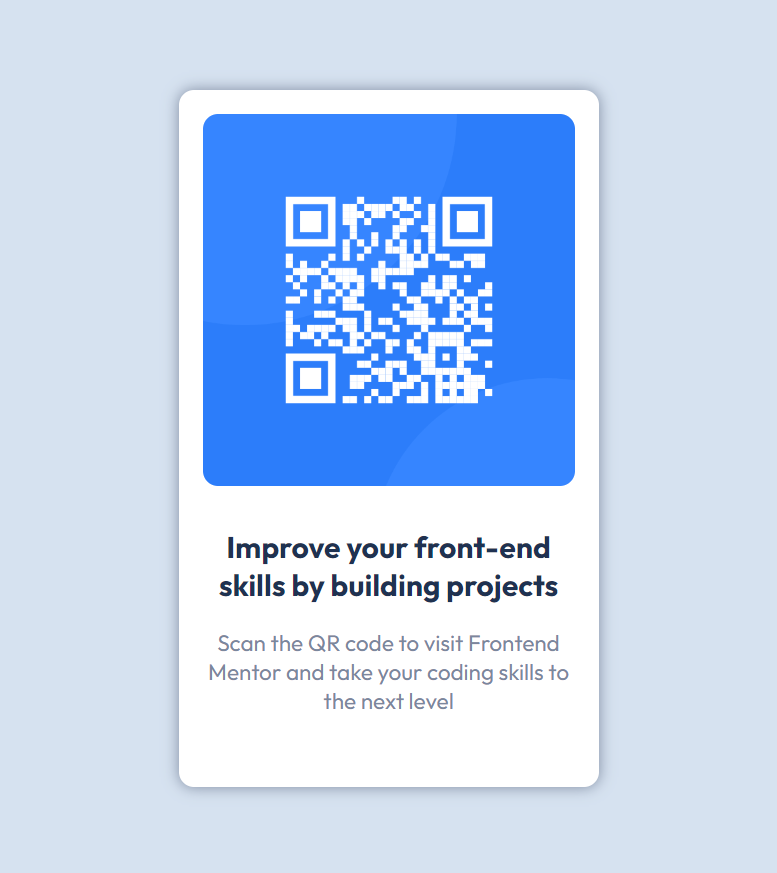 Improve your front-end
skills by building projects
Scan the QR code to visit Frontend
Mentor and take your coding skills to
the next level